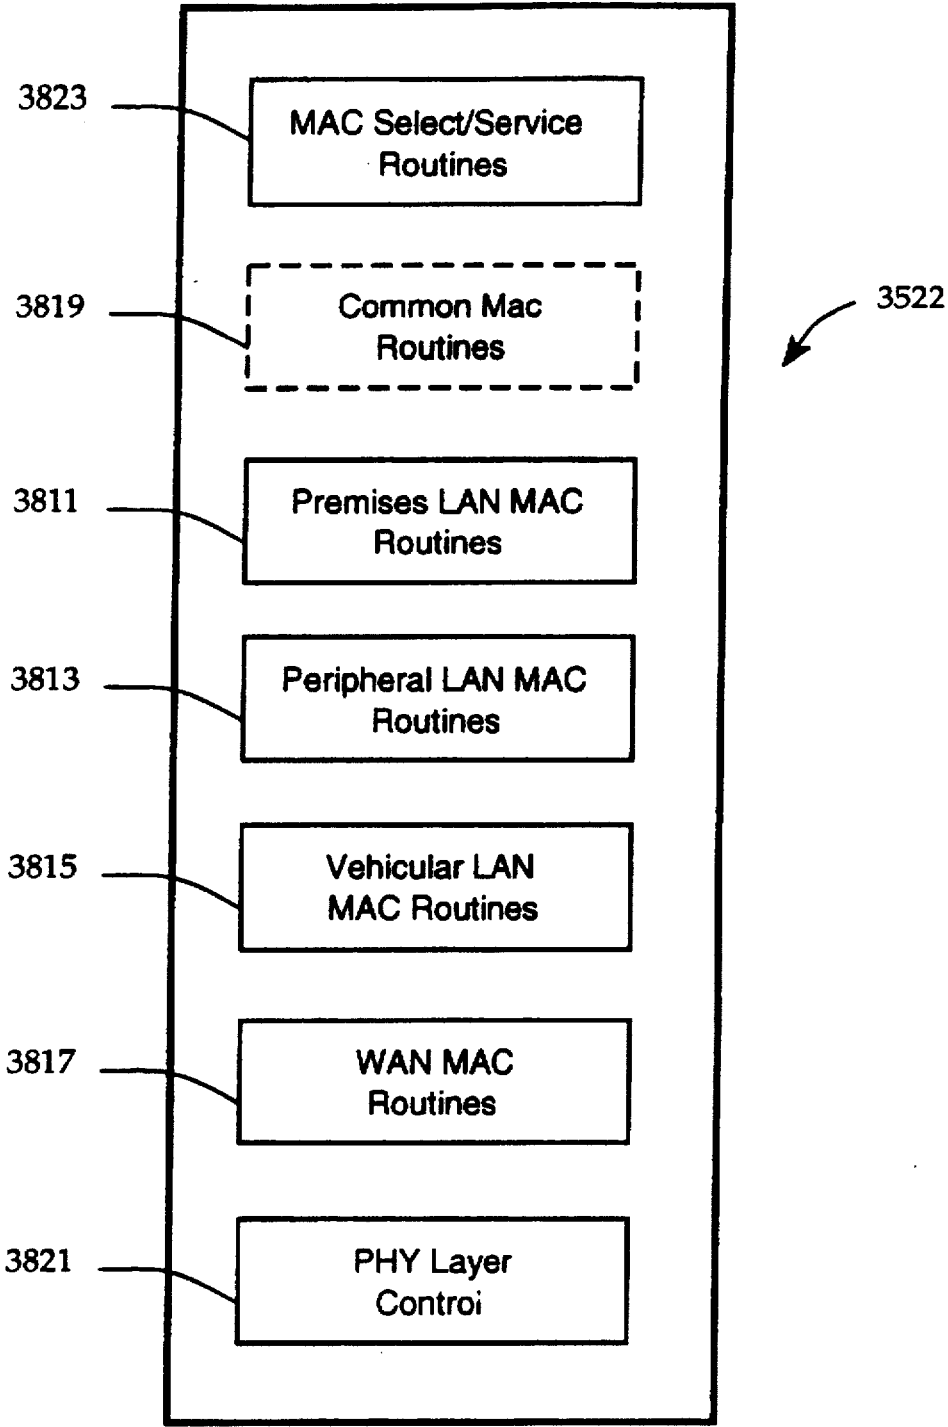 3823
MAC Select/Service
Routines
3819
Common Mac
Routines
3522
3811
Premises LAN MAC
Routines
3813
Peripheral LAN MAC
Routines
3815
Vehicular LAN
MAC Routines
3817
WAN MAC
Routines
3821
PHY Layer
Control